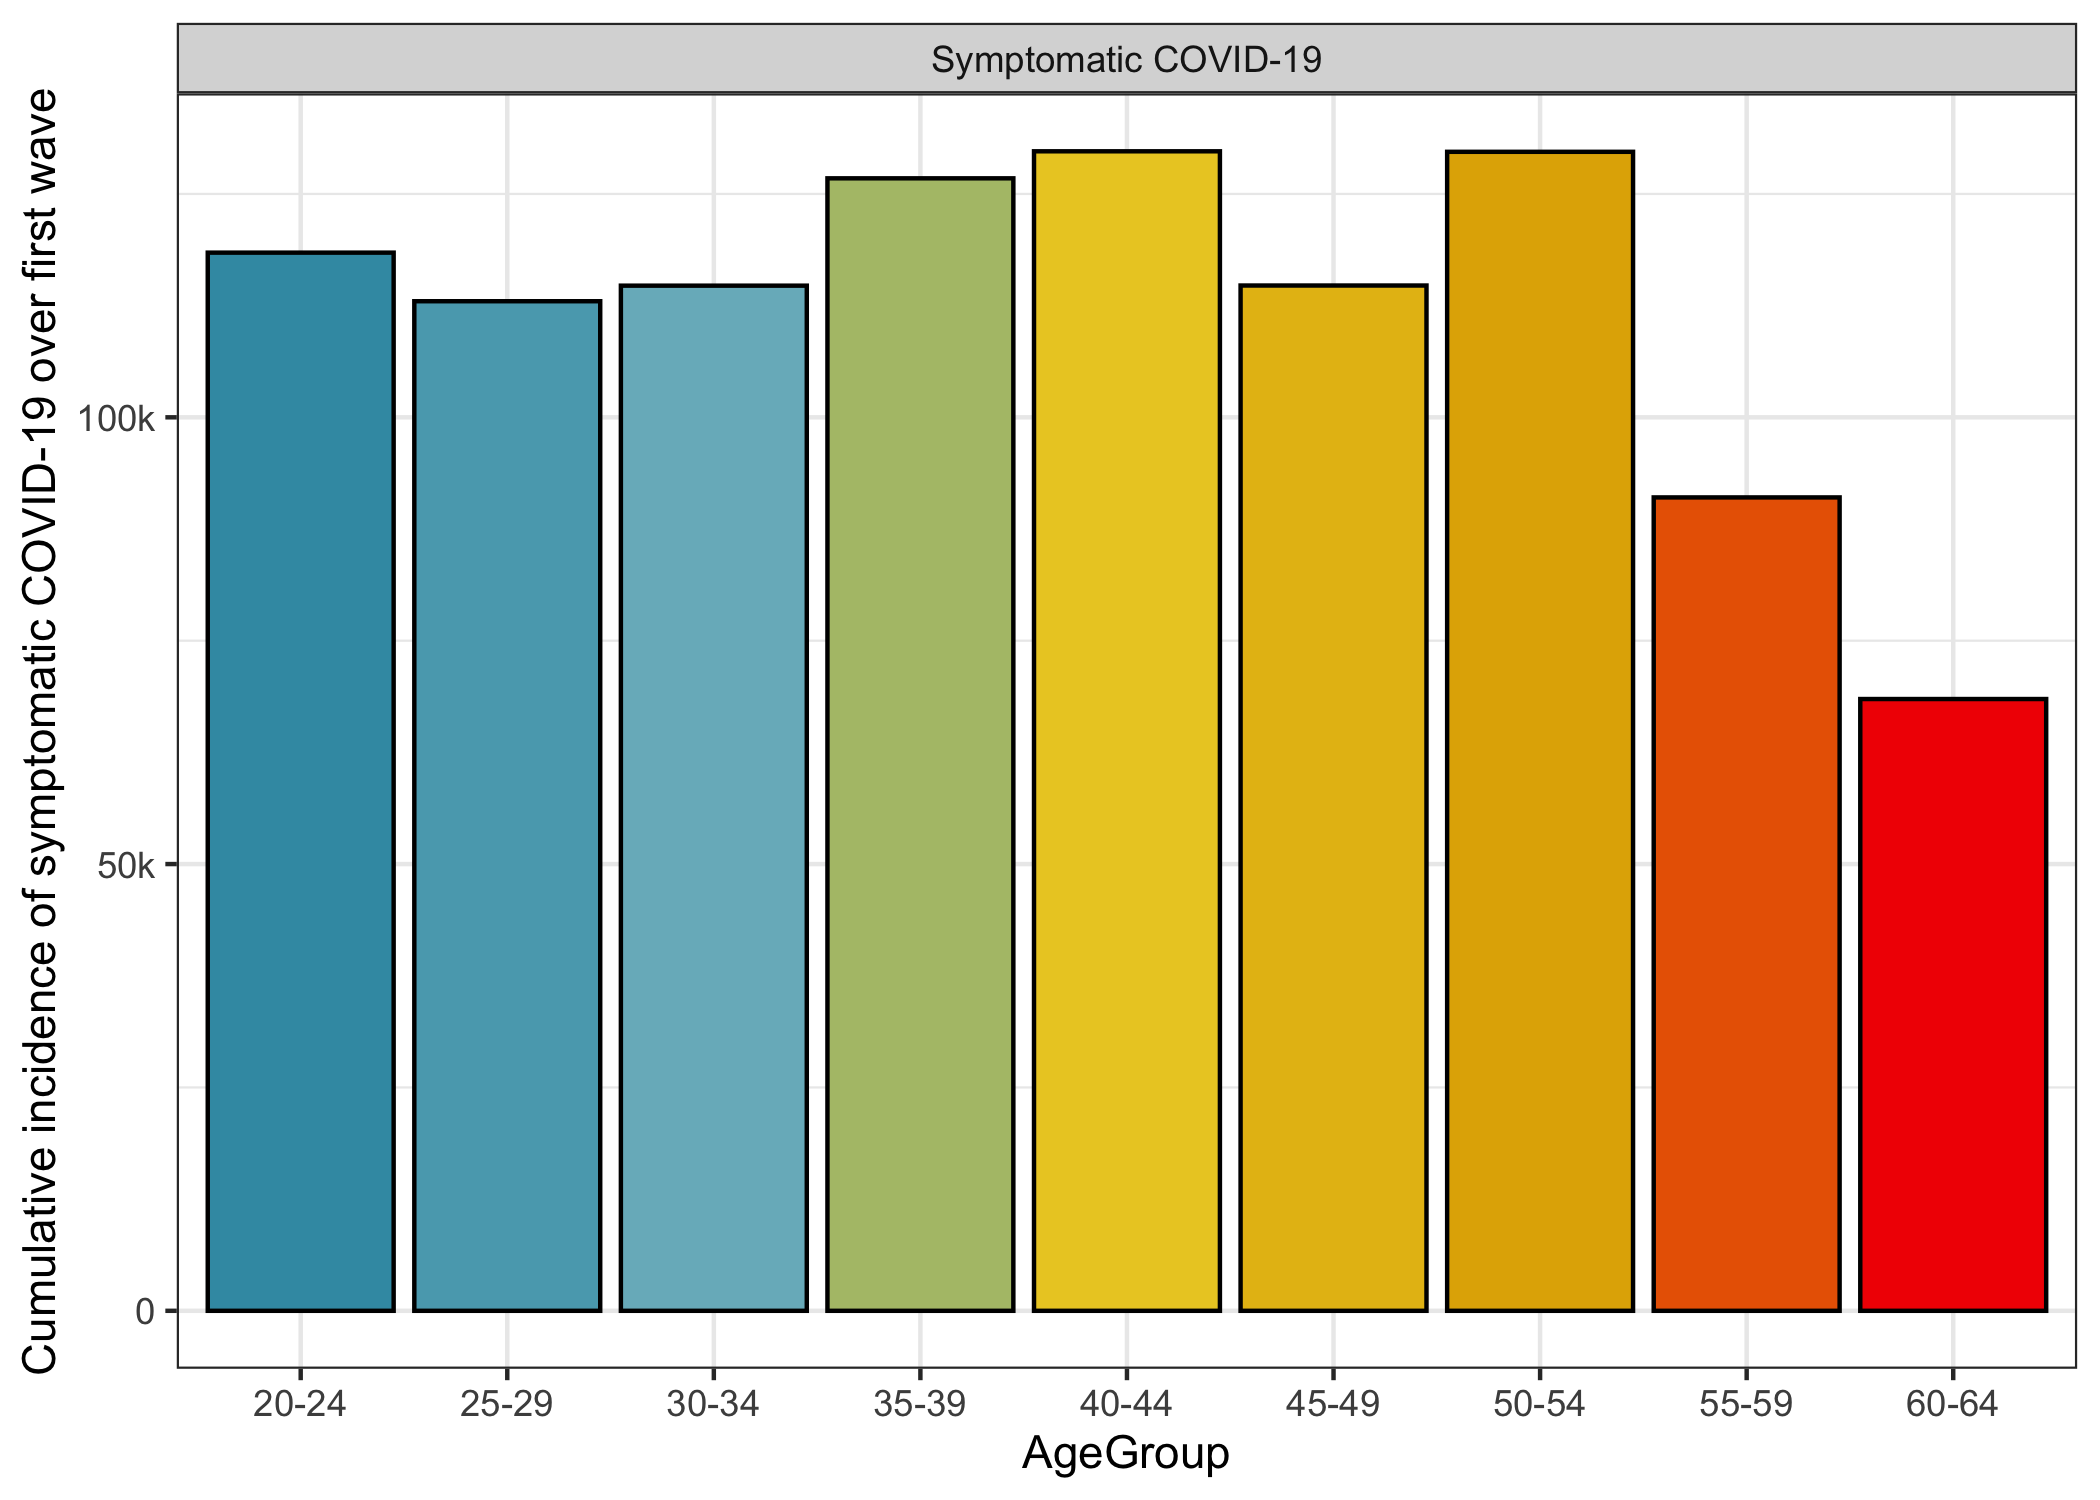 Symptomatic COVID-19
Cumulative incidence of symptomatic COVID-19 over first wave
100k
50k
0
20-24
25-29
30-34
35-39
40-44
45-49
50-54
55-59
60-64
AgeGroup